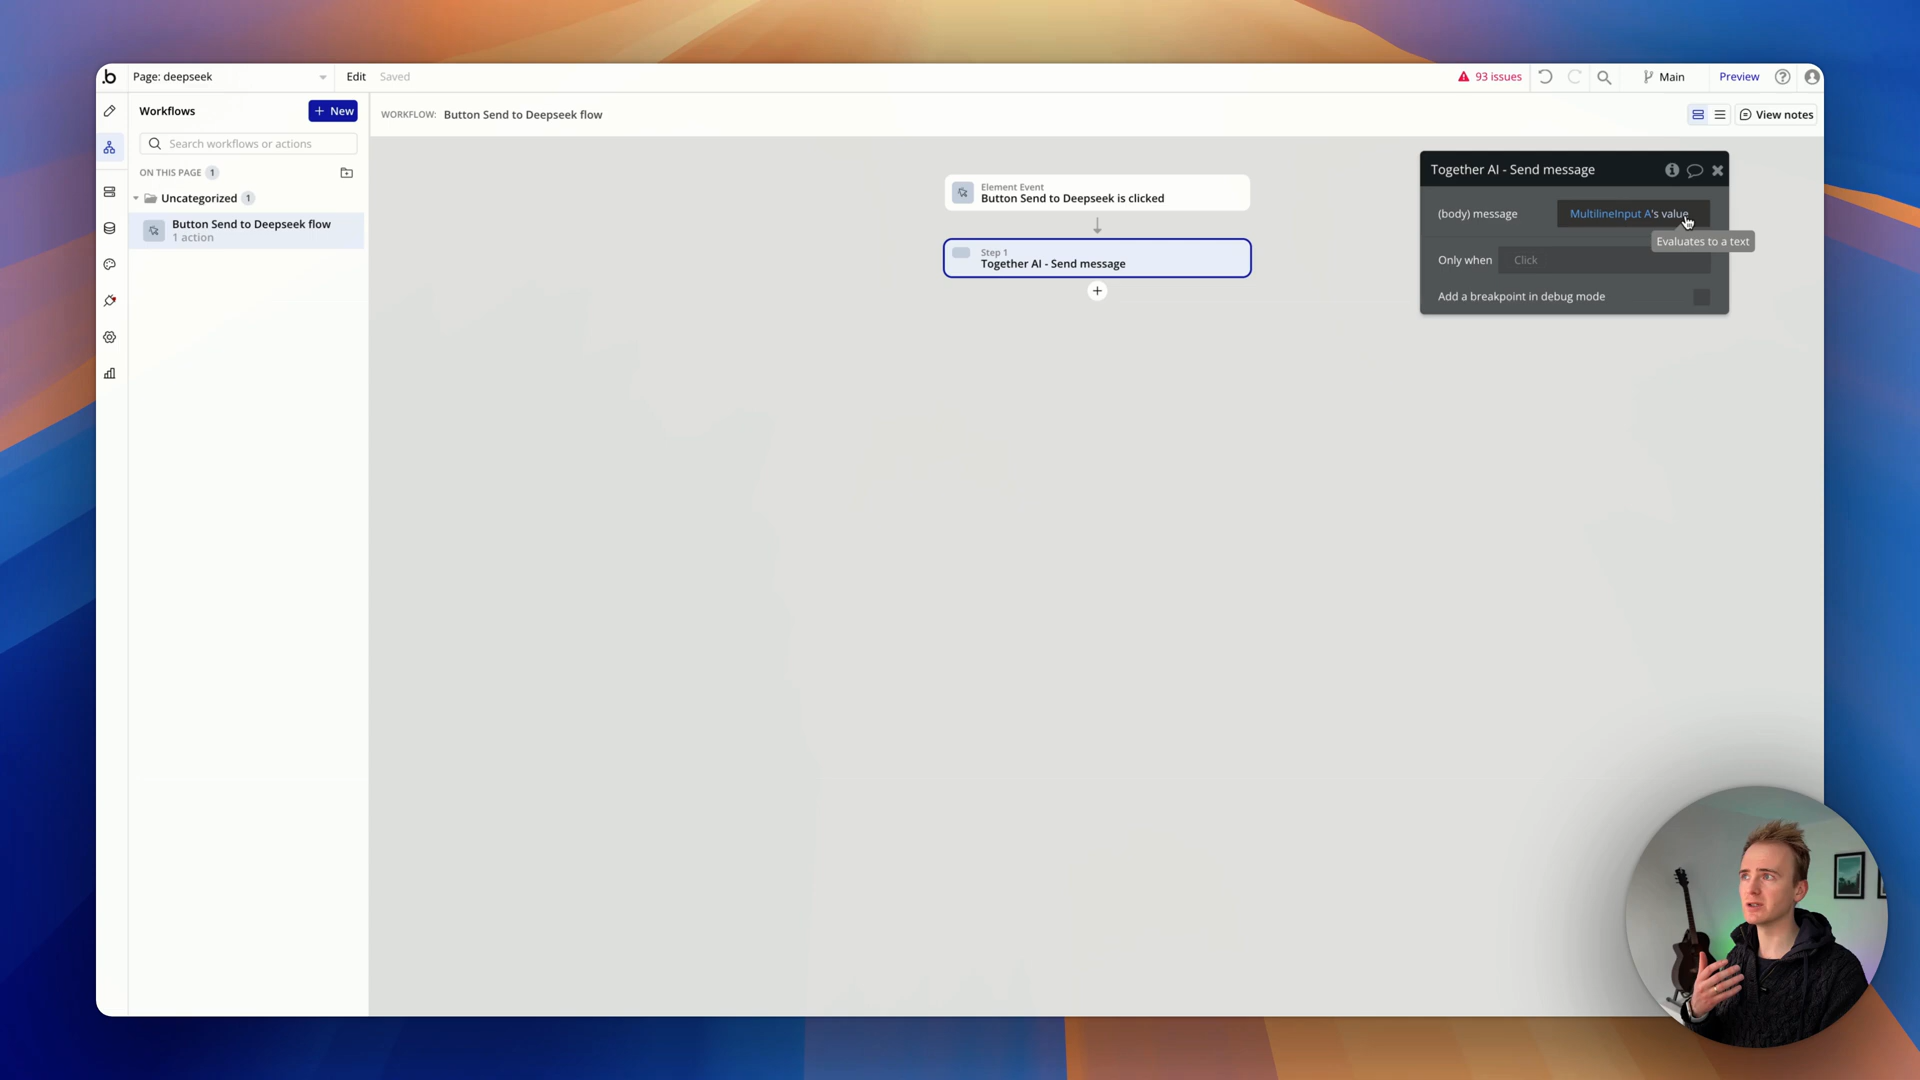 .b
Page: deepseek
Edit
Saved
93 issues
Main
Preview
Workflows
+ New
WORKFLOW: Button Send to Deepseek flow
View notes
Search workflows or actions
ON THIS PAGE 1
Uncategorized 1
Button Send to Deepseek flow
1 action
Element Event
Button Send to Deepseek is clicked
Step 1
Together AI - Send message
Together AI - Send message
(body) message
MultilineInput A's value
Evaluates to a text
Only when
Click
Add a breakpoint in debug mode